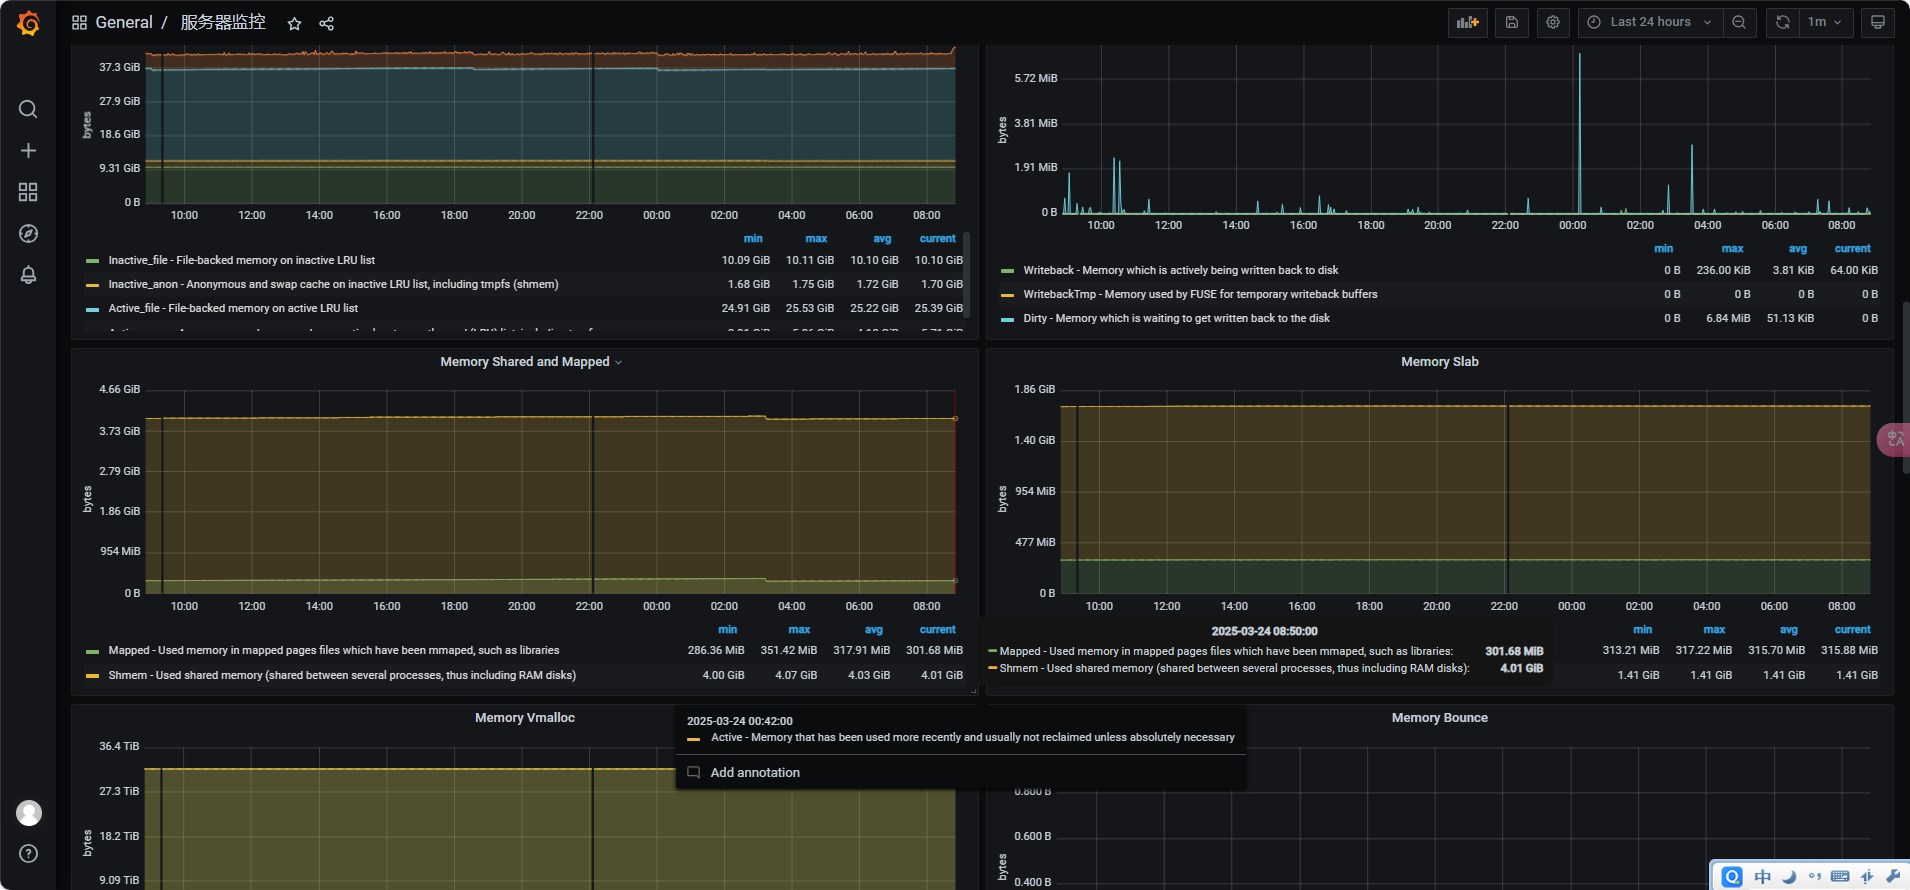 General / 服务器监控
Last 24 hours
1m
37.3 GiB
27.9 GiB
18.6 GiB
9.31 GiB
0 B
bytes
10:00 12:00 14:00 16:00 18:00 20:00 22:00 00:00 02:00 04:00 06:00 08:00
min max avg current
Inactive_file - File-backed memory on inactive LRU list 10.09 GiB 10.11 GiB 10.10 GiB 10.10 GiB
Inactive_anon - Anonymous and swap cache on inactive LRU list, including tmpfs (shmem) 1.68 GiB 1.75 GiB 1.72 GiB 1.70 GiB
Active_file - File-backed memory on active LRU list 24.91 GiB 25.53 GiB 25.22 GiB 25.39 GiB
5.72 MiB
3.81 MiB
1.91 MiB
0 B
bytes
10:00 12:00 14:00 16:00 18:00 20:00 22:00 00:00 02:00 04:00 06:00 08:00
min max avg current
Writeback - Memory which is actively being written back to disk 0 B 236.00 KiB 3.81 KiB 64.00 KiB
WritebackTmp - Memory used by FUSE for temporary writeback buffers 0 B 0 B 0 B 0 B
Dirty - Memory which is waiting to get written back to the disk 0 B 6.84 MiB 51.13 KiB 0 B
Memory Shared and Mapped
4.66 GiB
3.73 GiB
2.79 GiB
1.86 GiB
954 MiB
0 B
bytes
10:00 12:00 14:00 16:00 18:00 20:00 22:00 00:00 02:00 04:00 06:00 08:00
min max avg current
Mapped - Used memory in mapped pages files which have been mmaped, such as libraries 286.36 MiB 351.42 MiB 317.91 MiB 301.68 MiB
Shmem - Used shared memory (shared between several processes, thus including RAM disks) 4.00 GiB 4.07 GiB 4.03 GiB 4.01 GiB
Memory Slab
1.86 GiB
1.40 GiB
954 MiB
477 MiB
0 B
bytes
10:00 12:00 14:00 16:00 18:00 20:00 22:00 00:00 02:00 04:00 06:00 08:00
min max avg current
313.21 MiB 317.22 MiB 315.70 MiB 315.88 MiB
1.41 GiB 1.41 GiB 1.41 GiB 1.41 GiB
2025-03-24 08:50:00
Mapped - Used memory in mapped pages files which have been mmaped, such as libraries: 301.68 MiB
Shmem - Used shared memory (shared between several processes, thus including RAM disks): 4.01 GiB
Memory Vmalloc
36.4 TiB
27.3 TiB
18.2 TiB
9.09 TiB
bytes
2025-03-24 00:42:00
Active - Memory that has been used more recently and usually not reclaimed unless absolutely necessary
Add annotation
Memory Bounce
0.800 B
0.600 B
0.400 B
bytes
中